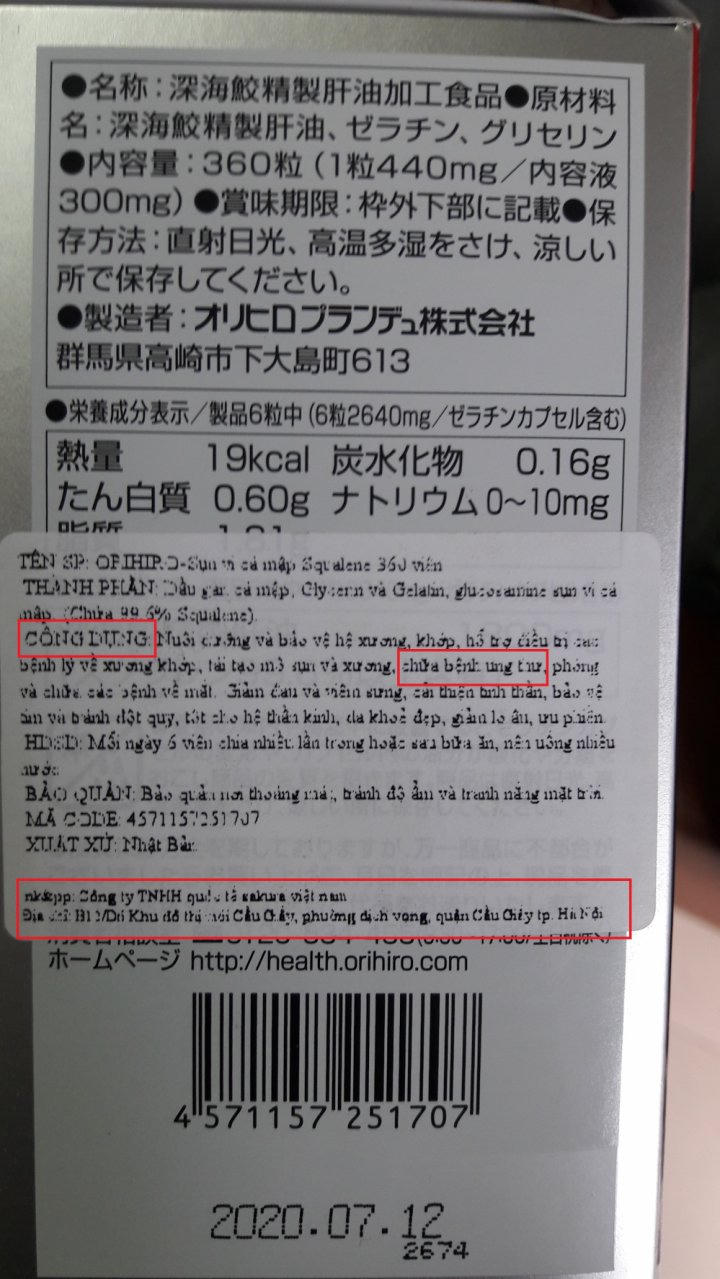 ●名称：深海鮫精製肝油加工食品●原材料
名：深海鮫精製肝油、ゼラチン、グリセリン
●内容量：360粒（1粒440mg／内容液
300mg）●賞味期限：枠外下部に記載●保
存方法：直射日光、高温多湿をさけ、涼しい
所で保存してください。
●製造者：オリヒロプランデュ株式会社
群馬県高崎市下大島町613
●栄養成分表示／製品6粒中（6粒2640mg／ゼラチンカプセル含む）
熱量 19kcal 炭水化物 0.16g
たん白質 0.60g ナトリウム 0〜10mg
TÊN SP: ORIHIRO-Sụn vi cá mập Squalene 360 viên
THÀNH PHẦN: Dầu gan cá mập, Glycerin và Gelatin, glucosamine sụn vi cá
mập. (Chứa 99.6% Squalene).
CÔNG DỤNG: Nuôi dưỡng và bảo vệ hệ xương, khớp, hỗ trợ điều trị các
bệnh lý về xương khớp, tái tạo mô sụn và xương, chữa bệnh ung thư, phòng
và chữa các bệnh về mắt. Giảm đau và viêm sưng, cải thiện tinh thần, bảo vệ
tim và tránh đột quỵ, tốt cho hệ thần kinh, da khoẻ đẹp, giảm lo âu, ưu phiền.
HDSD: Mỗi ngày 6 viên chia nhiều lần trong hoặc sau bữa ăn, nên uống nhiều
nước.
BẢO QUẢN: Bảo quản nơi thoáng mát, tránh độ ẩm và tránh nắng mặt trời.
MÃ CODE: 4571157251707
XUẤT XỨ: Nhật Bản.
nk&pp: Công ty TNHH quốc tế sakura việt nam
Địa chỉ: Khu đô thị mới Cầu Giấy, phường dịch vọng, quận Cầu Giấy tp. Hà Nội
ホームページ http://health.orihiro.com
4 571157 251707
2020.07.12
2674